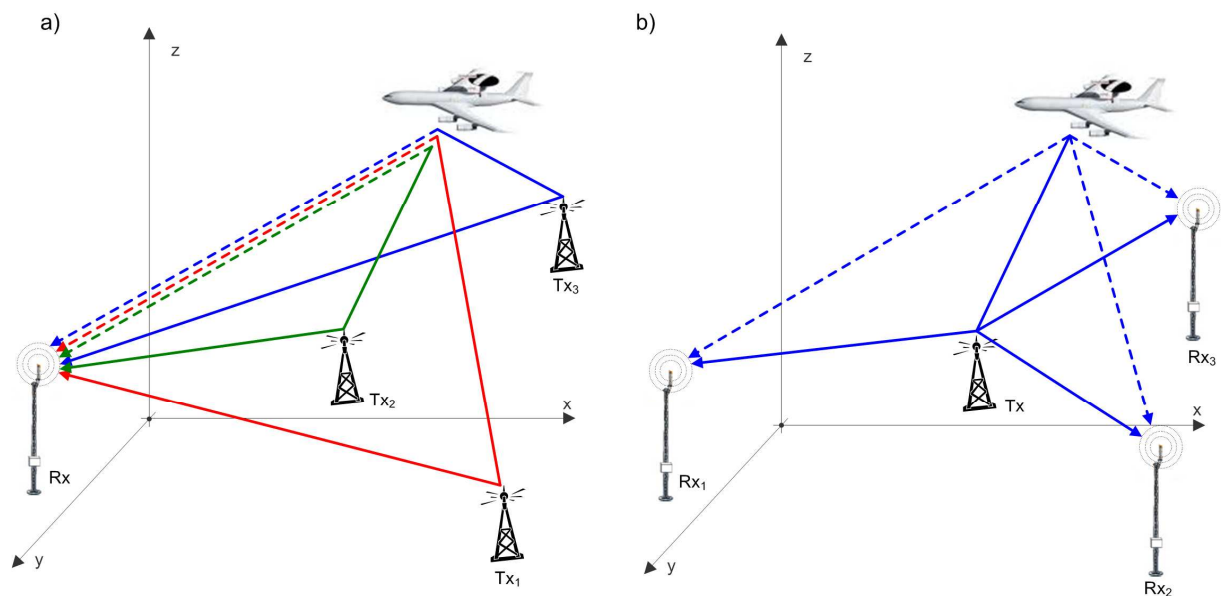 a)
z
Tx₃
Tx₂
x
Rx
y
Tx₁
b)
z
Rx₃
Tx
x
Rx₁
y
Rx₂